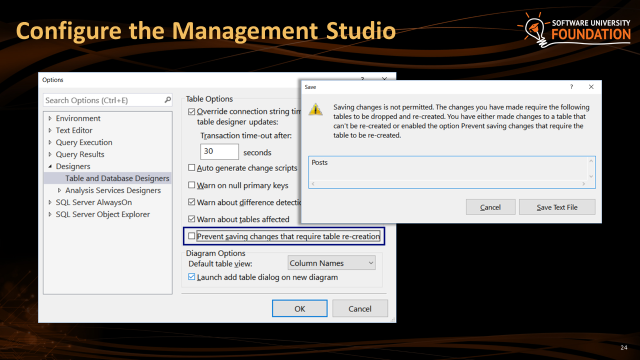 Configure the Management Studio
SOFTWARE UNIVERSITY
FOUNDATION
Options
?
Search Options (Ctrl+E)
Environment
Text Editor
Query Execution
Query Results
Designers
Table and Database Designers
Analysis Services Designers
SQL Server AlwaysOn
SQL Server Object Explorer
Table Options
Override connection string tim
table designer updates:
Transaction time-out after:
30 seconds
Auto generate change scripts
Warn on null primary keys
Warn about difference detectio
Warn about tables affected
Prevent saving changes that require table re-creation
Diagram Options
Default table view: Column Names
Launch add table dialog on new diagram
OK Cancel
Save
?
Saving changes is not permitted. The changes you have made require the following
tables to be dropped and re-created. You have either made changes to a table that
can't be re-created or enabled the option Prevent saving changes that require the
table to be re-created.
Posts
Cancel Save Text File
24